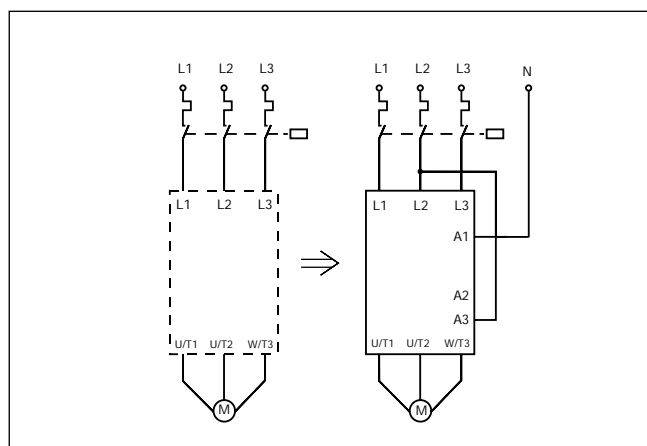 L1 L2 L3 L1 L2 L3 N
L1 L2 L3 L1 L2 L3
A1
A2
A3
U/T1 U/T2 W/T3 U/T1 U/T2 W/T3
M M